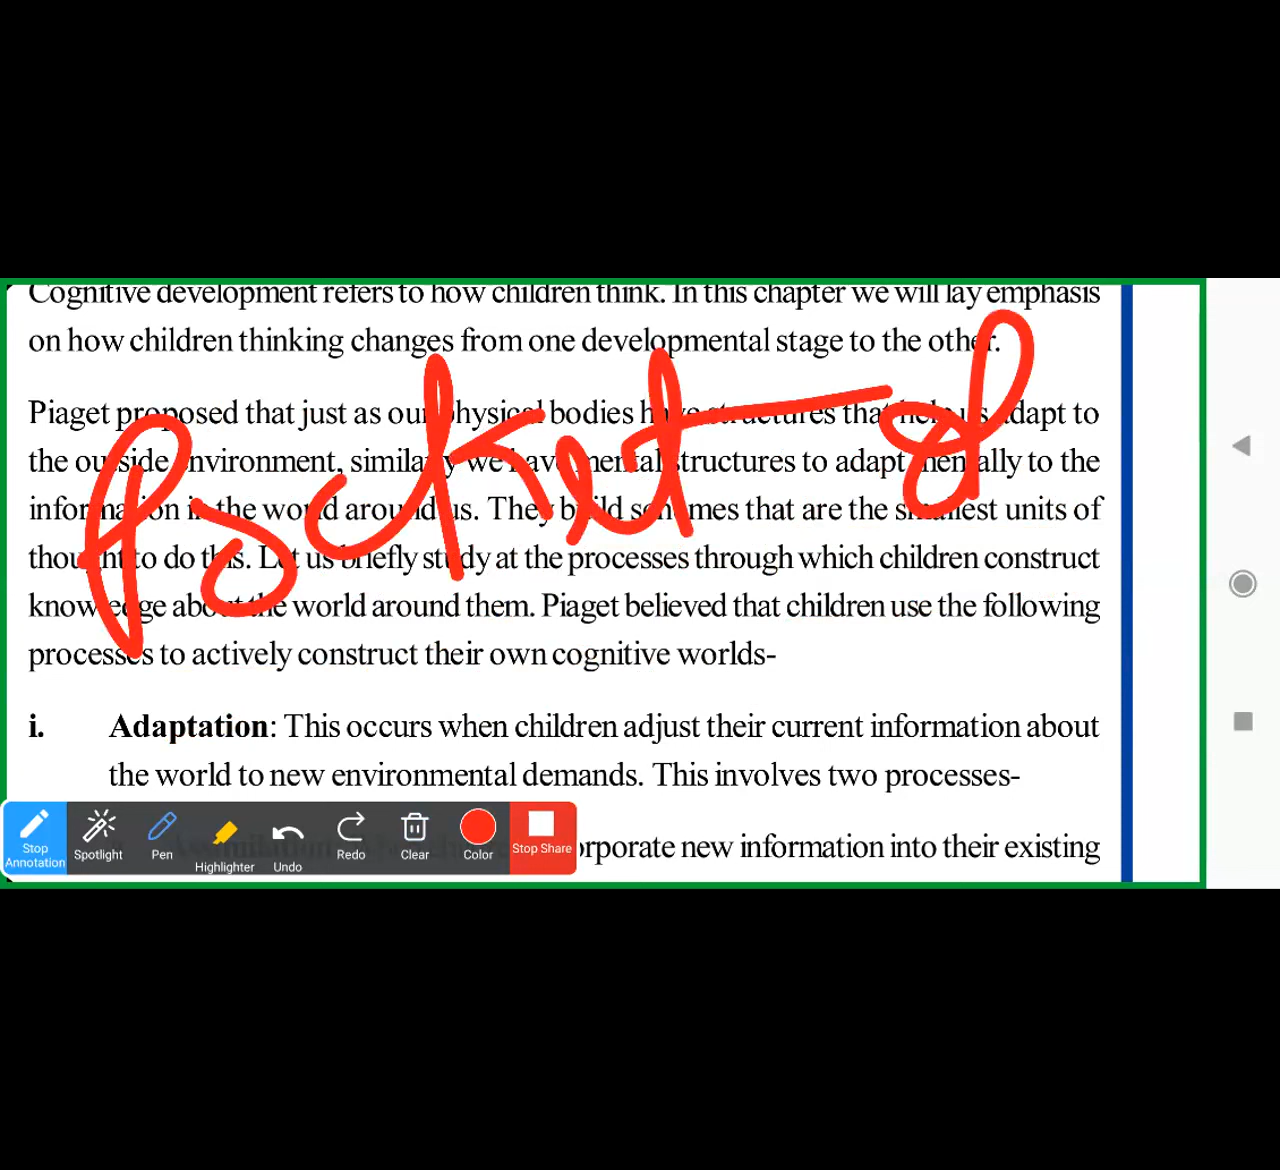 Cognitive development refers to how children think. In this chapter we will lay emphasis
on how children thinking changes from one developmental stage to the other.
Piaget proposed that just as our physical bodies have structures that help us adapt to
the outside environment, similarly we have mental structures to adapt mentally to the
information in the world around us. They build schemes that are the smallest units of
thought to do this. Let us briefly study at the processes through which children construct
knowledge about the world around them. Piaget believed that children use the following
processes to actively construct their own cognitive worlds-
Pocket of
i. Adaptation: This occurs when children adjust their current information about
the world to new environmental demands. This involves two processes-
Assimilation orporate new information into their existing
Stop Annotation
Spotlight
Pen
Highlighter
Undo
Redo
Clear
Color
Stop Share